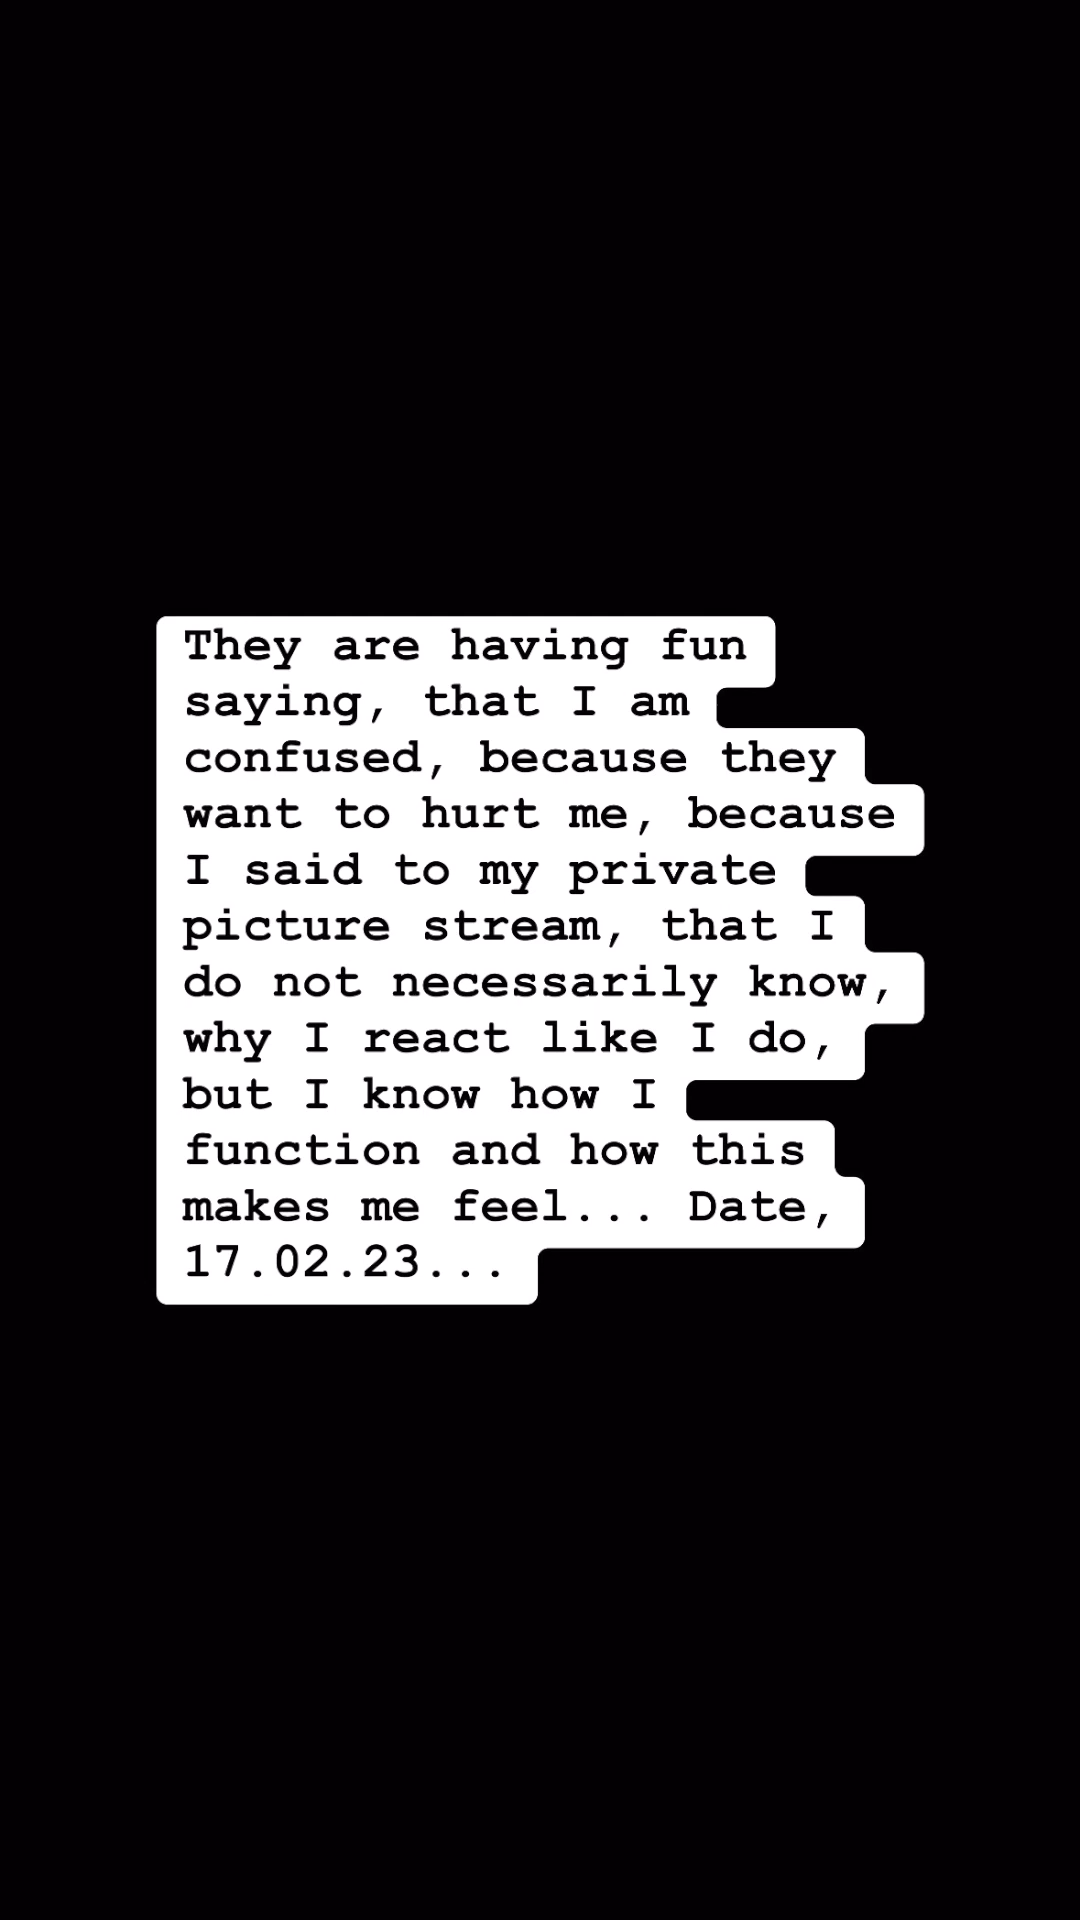 They are having fun
saying, that I am
confused, because they
want to hurt me, because
I said to my private
picture stream, that I
do not necessarily know,
why I react like I do,
but I know how I
function and how this
makes me feel... Date,
17.02.23...